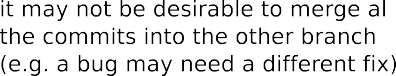 it may not be desirable to merge al
the commits into the other branch
(e.g. a bug may need a different fix)